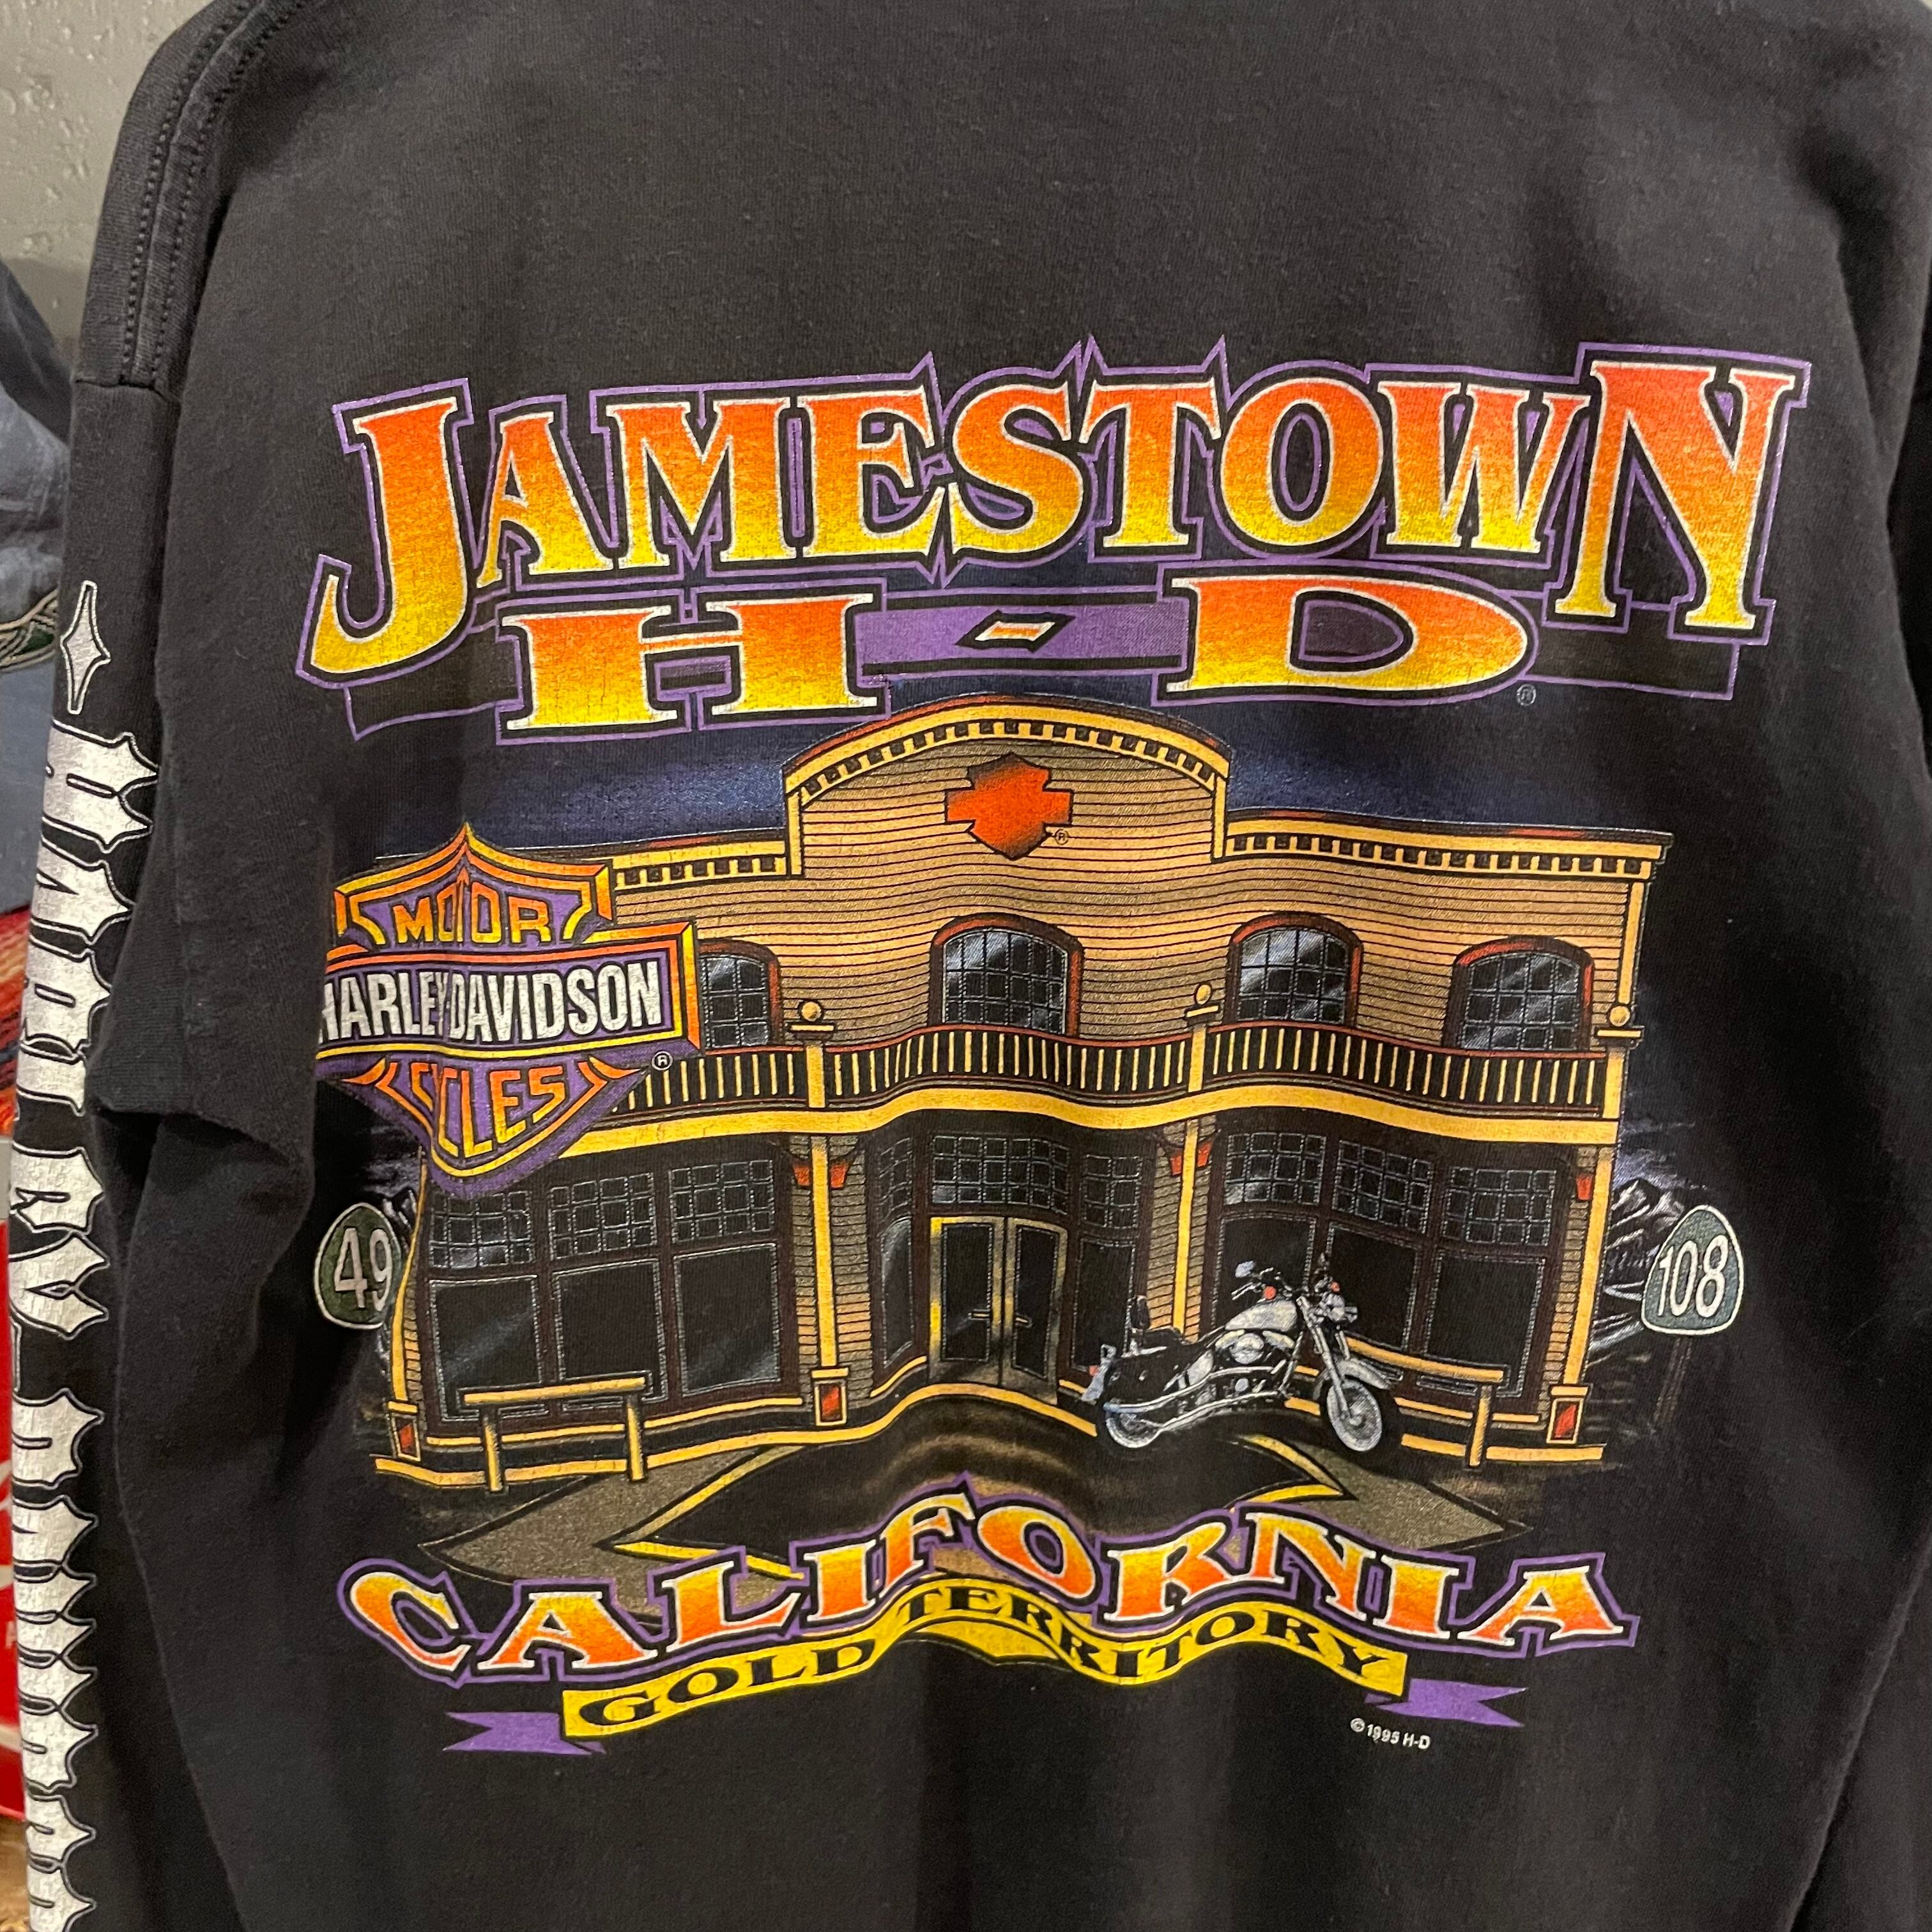 JAMESTOWN
H-D
®
®
MOTOR
HARLEY-DAVIDSON
CYCLES
®
49
108
CALIFORNIA
GOLD TERRITORY
©1995 H-D